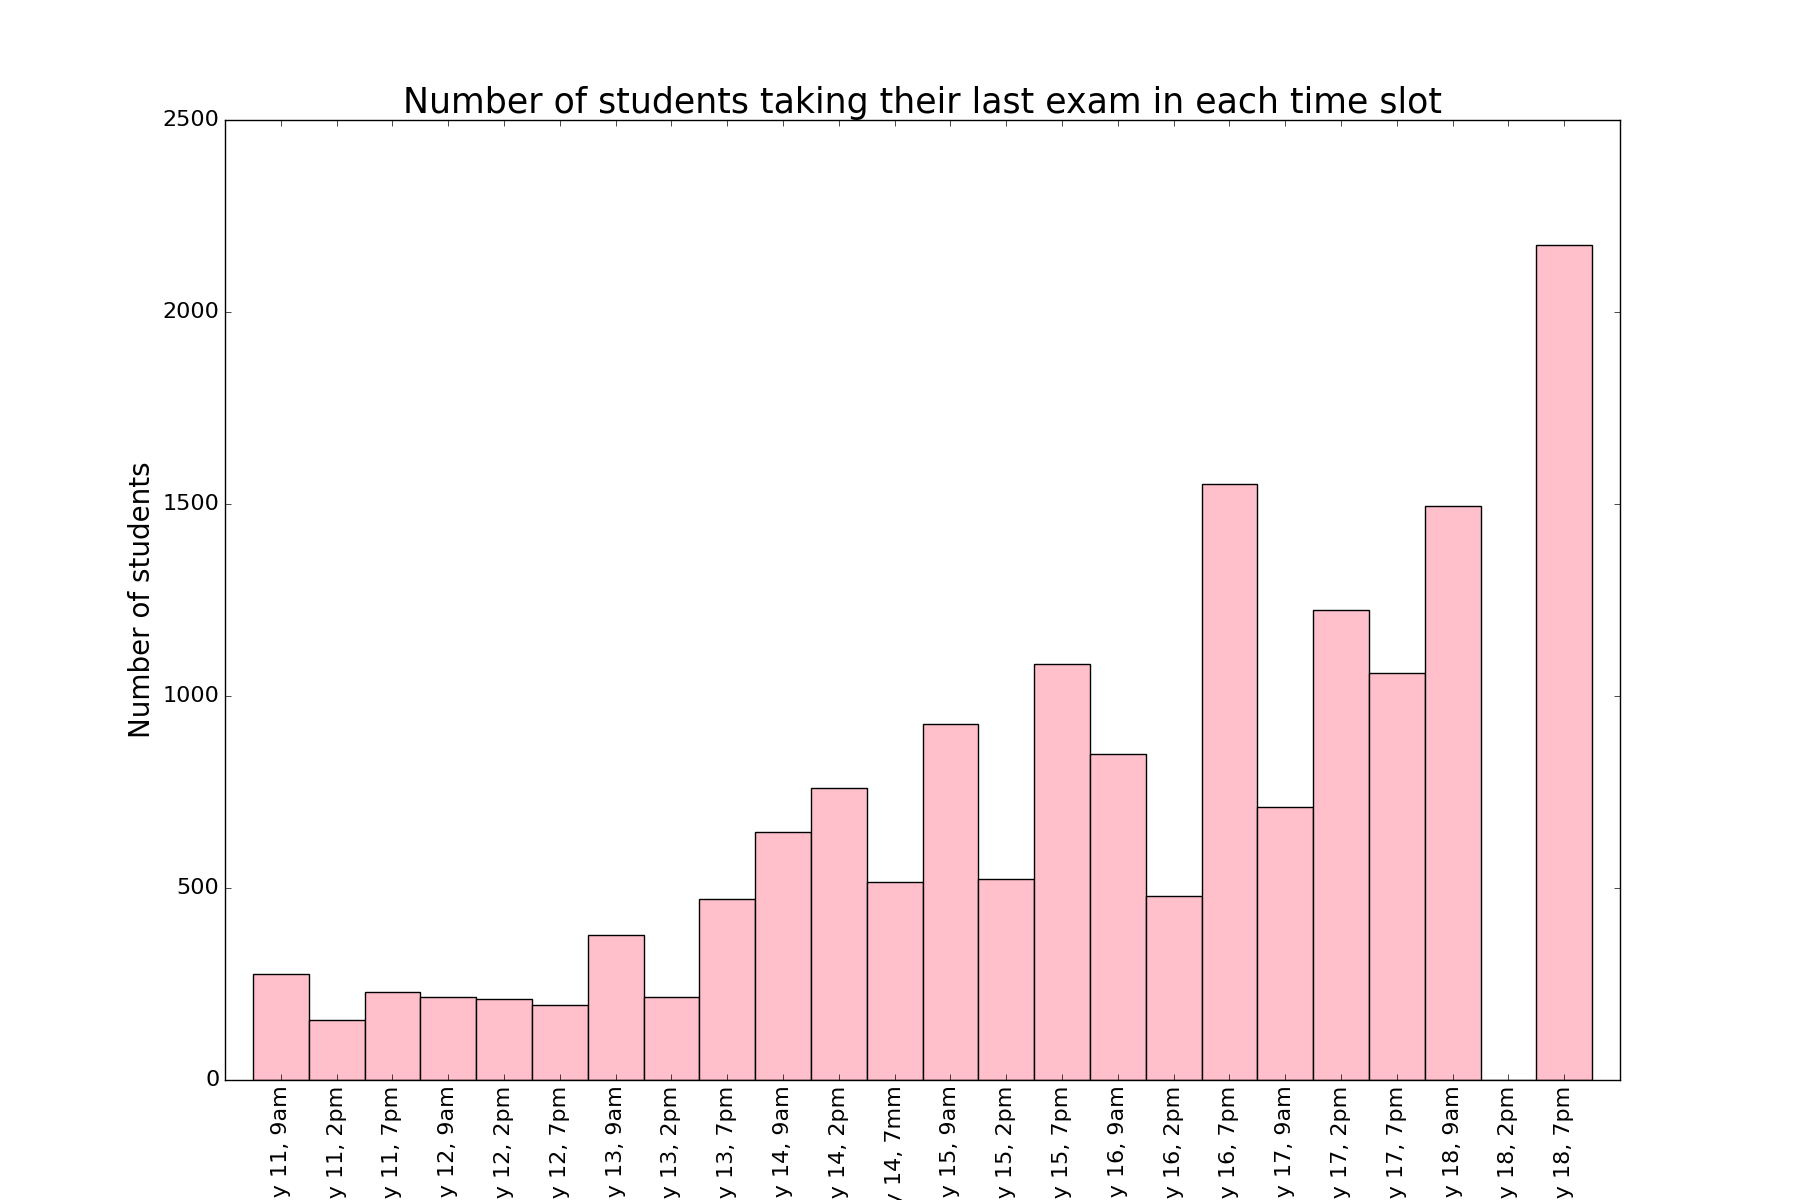 Number of students taking their last exam in each time slot
Number of students
2500
2000
1500
1000
500
0
y 11, 9am
y 11, 2pm
y 11, 7pm
y 12, 9am
y 12, 2pm
y 12, 7pm
y 13, 9am
y 13, 2pm
y 13, 7pm
y 14, 9am
y 14, 2pm
y 14, 7mm
y 15, 9am
y 15, 2pm
y 15, 7pm
y 16, 9am
y 16, 2pm
y 16, 7pm
y 17, 9am
y 17, 2pm
y 17, 7pm
y 18, 9am
y 18, 2pm
y 18, 7pm